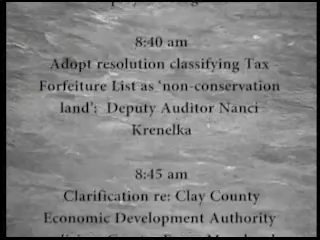 8:40 am
Adopt resolution classifying Tax
Forfeiture List as 'non-conservation
land': Deputy Auditor Nanci
Krenelka
8:45 am
Clarification re: Clay County
Economic Development Authority